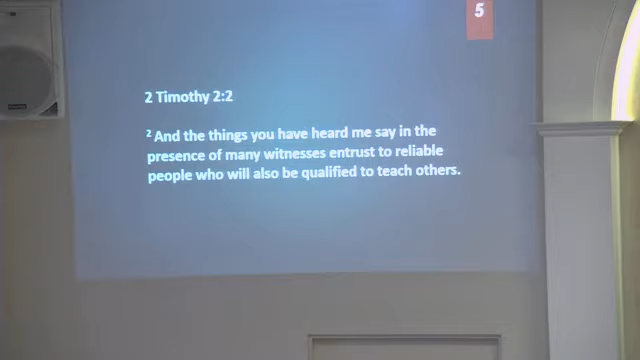 5
2 Timothy 2:2
2 And the things you have heard me say in the
presence of many witnesses entrust to reliable
people who will also be qualified to teach others.